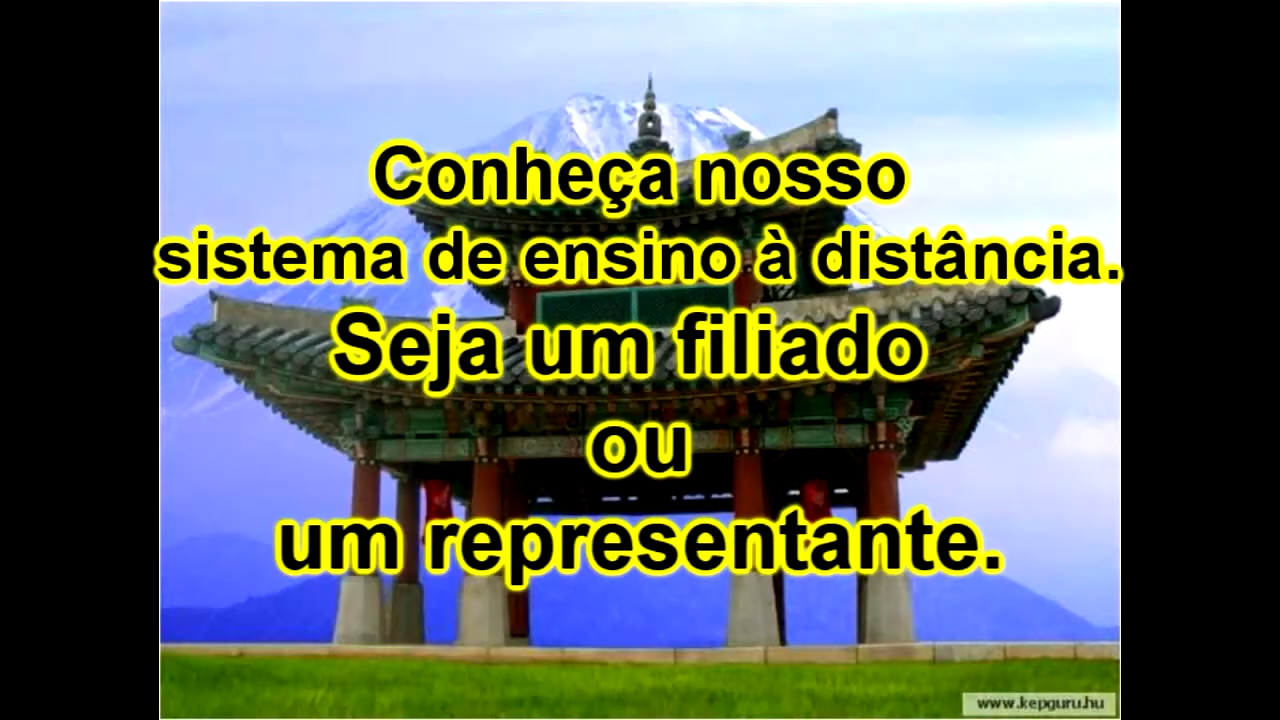 Conheça nosso
sistema de ensino à distância.
Seja um filiado
ou
um representante.
www.kepguru.hu